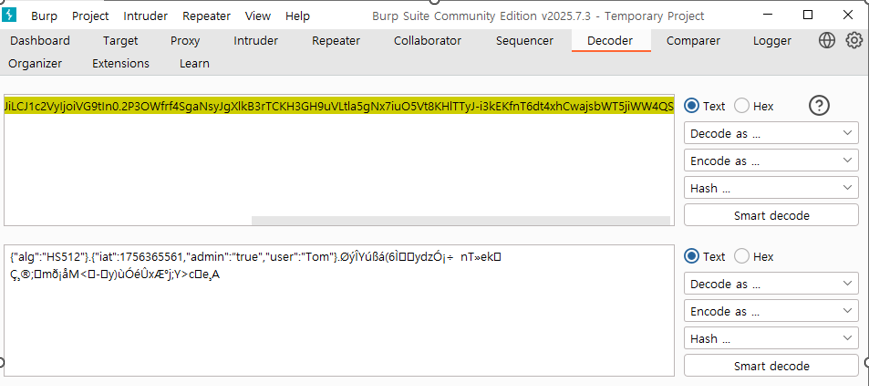 Burp Project Intruder Repeater View Help Burp Suite Community Edition v2025.7.3 - Temporary Project
Dashboard Target Proxy Intruder Repeater Collaborator Sequencer Decoder Comparer Logger
Organizer Extensions Learn
JiLCJ1c2VyIjoiVG9tIn0.2P3OWfrf4SgaNsyJgXlkB3rTCKH3GH9uVLtla5gNx7iuO5Vt8KHlTTyJ-i3kEKfnT6dt4xhCwajsbWT5jiWW4QS
Text Hex ?
Decode as ...
Encode as ...
Hash ...
Smart decode
{"alg":"HS512"}.{"iat":1756365561,"admin":"true","user":"Tom"}.
Text Hex
Decode as ...
Encode as ...
Hash ...
Smart decode